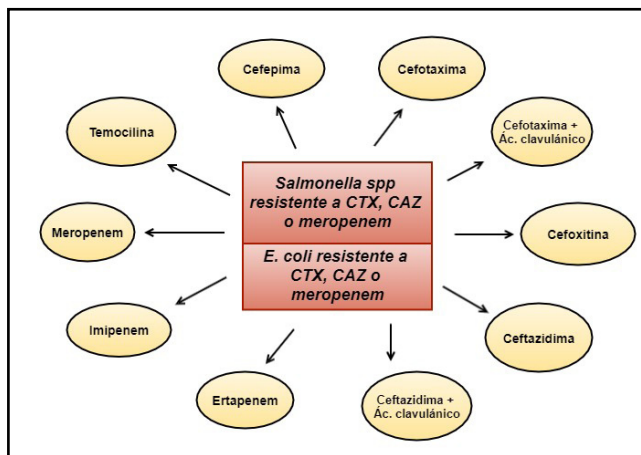 Cefepima
Cefotaxima
Temocilina
Cefotaxima +
Ác. clavulánico
Salmonella spp
resistente a CTX, CAZ
o meropenem
Meropenem
Cefoxitina
E. coli resistente a
CTX, CAZ o
meropenem
Imipenem
Ceftazidima
Ertapenem
Ceftazidima +
Ác. clavulánico